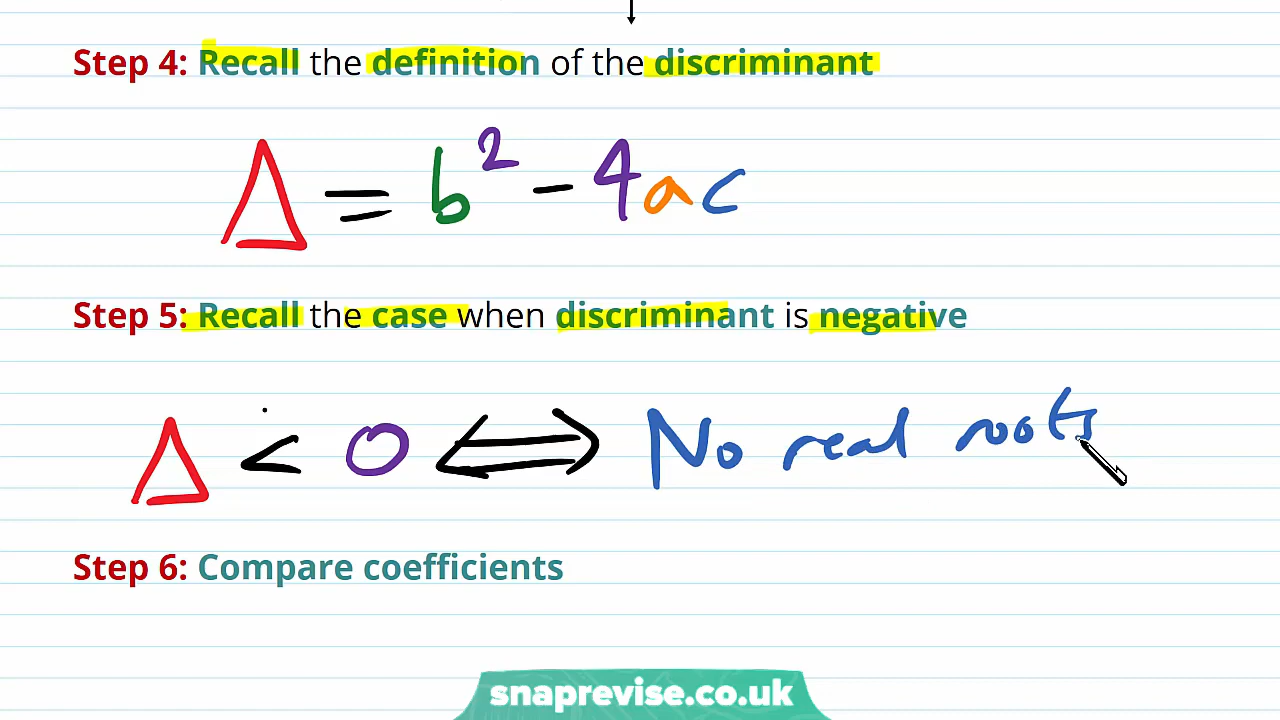 Step 4: Recall the definition of the discriminant
Δ = b² - 4ac
Step 5: Recall the case when discriminant is negative
Δ < 0 ⟺ No real roots
Step 6: Compare coefficients
snaprevise.co.uk